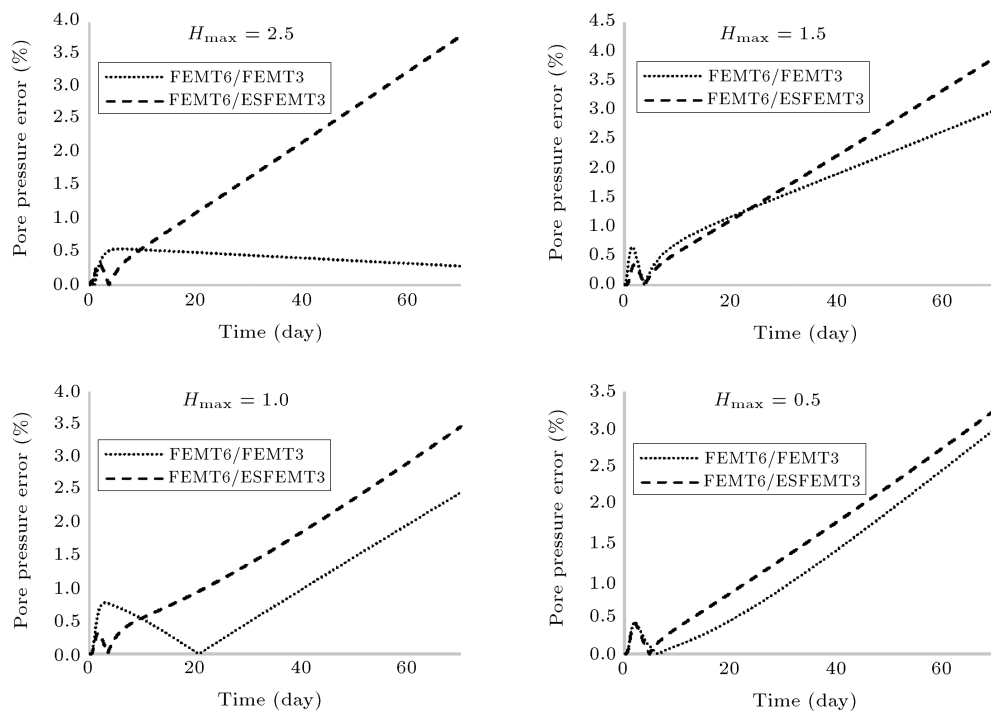 H_max = 2.5
Pore pressure error (%)
4.0
3.5
3.0
2.5
2.0
1.5
1.0
0.5
0.0
FEMT6/FEMT3
FEMT6/ESFEMT3
0 20 40 60
Time (day)
H_max = 1.5
Pore pressure error (%)
4.5
4.0
3.5
3.0
2.5
2.0
1.5
1.0
0.5
0.0
FEMT6/FEMT3
FEMT6/ESFEMT3
0 20 40 60
Time (day)
H_max = 1.0
Pore pressure error (%)
4.0
3.5
3.0
2.5
2.0
1.5
1.0
0.5
0.0
FEMT6/FEMT3
FEMT6/ESFEMT3
0 20 40 60
Time (day)
H_max = 0.5
Pore pressure error (%)
3.5
3.0
2.5
2.0
1.5
1.0
0.5
0.0
FEMT6/FEMT3
FEMT6/ESFEMT3
0 20 40 60
Time (day)